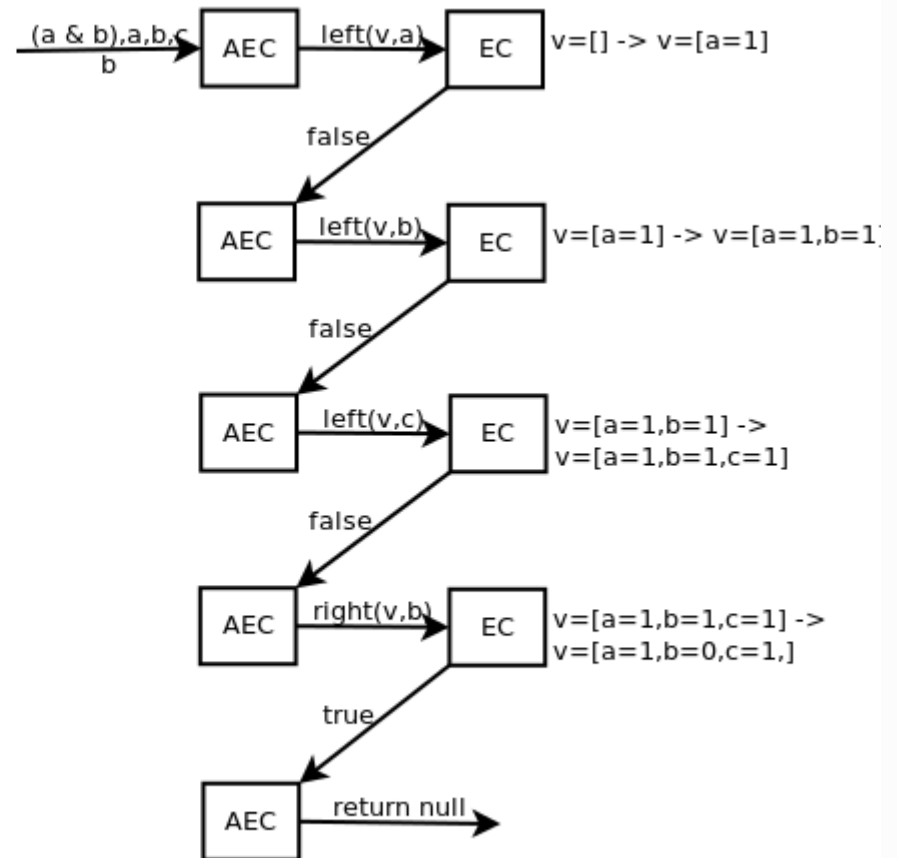 (a & b),a,b,c
b
AEC
left(v,a)
EC
v=[] -> v=[a=1]
false
AEC
left(v,b)
EC
v=[a=1] -> v=[a=1,b=1]
false
AEC
left(v,c)
EC
v=[a=1,b=1] ->
v=[a=1,b=1,c=1]
false
AEC
right(v,b)
EC
v=[a=1,b=1,c=1] ->
v=[a=1,b=0,c=1,]
true
AEC
return null